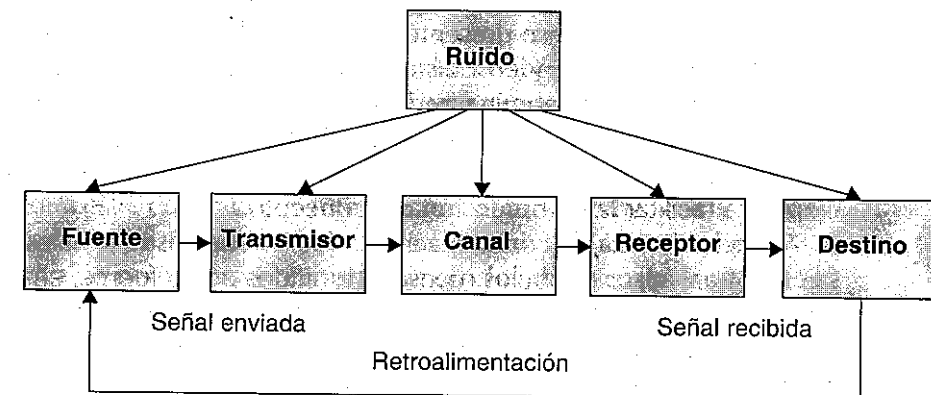 Ruido
Fuente
Transmisor
Canal
Receptor
Destino
Señal enviada
Señal recibida
Retroalimentación